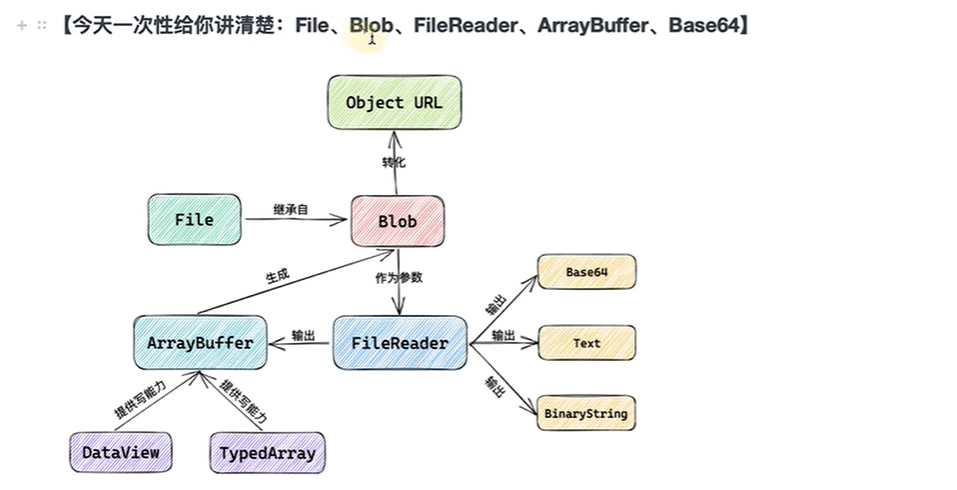 【今天一次性给你讲清楚：File、Blob、FileReader、ArrayBuffer、Base64】
Object URL
转化
File
继承自
Blob
生成
作为参数
Base64
输出
ArrayBuffer
输出
FileReader
输出
Text
输出
BinaryString
提供写能力
提供写能力
DataView
TypedArray